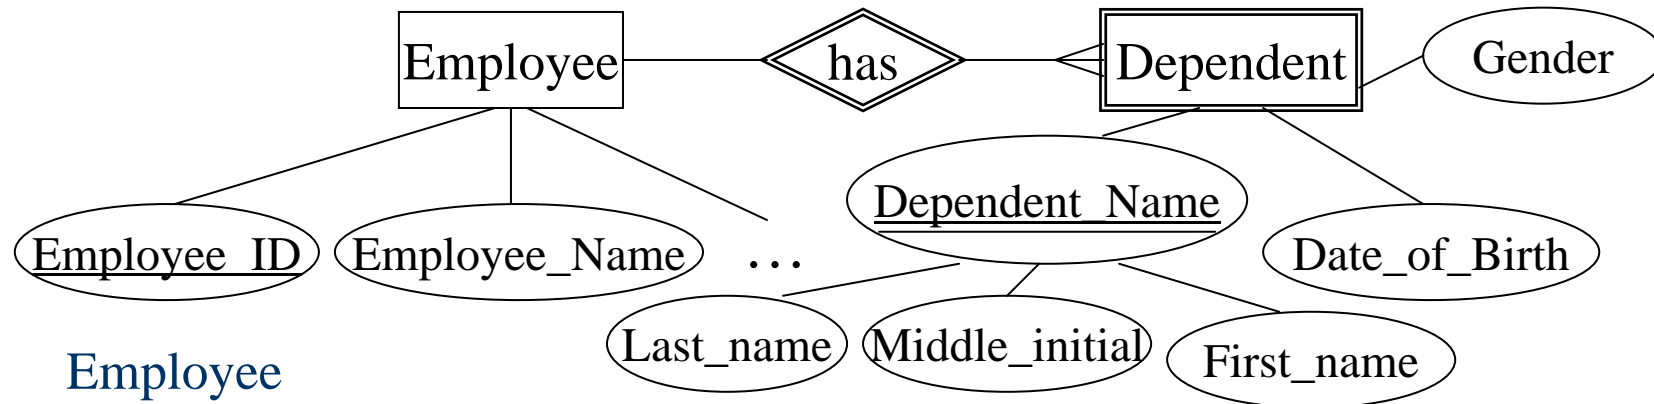 Employee
has
Dependent
Gender
Employee_ID
Employee_Name
...
Dependent_Name
Date_of_Birth
Last_name
Middle_initial
First_name
Employee